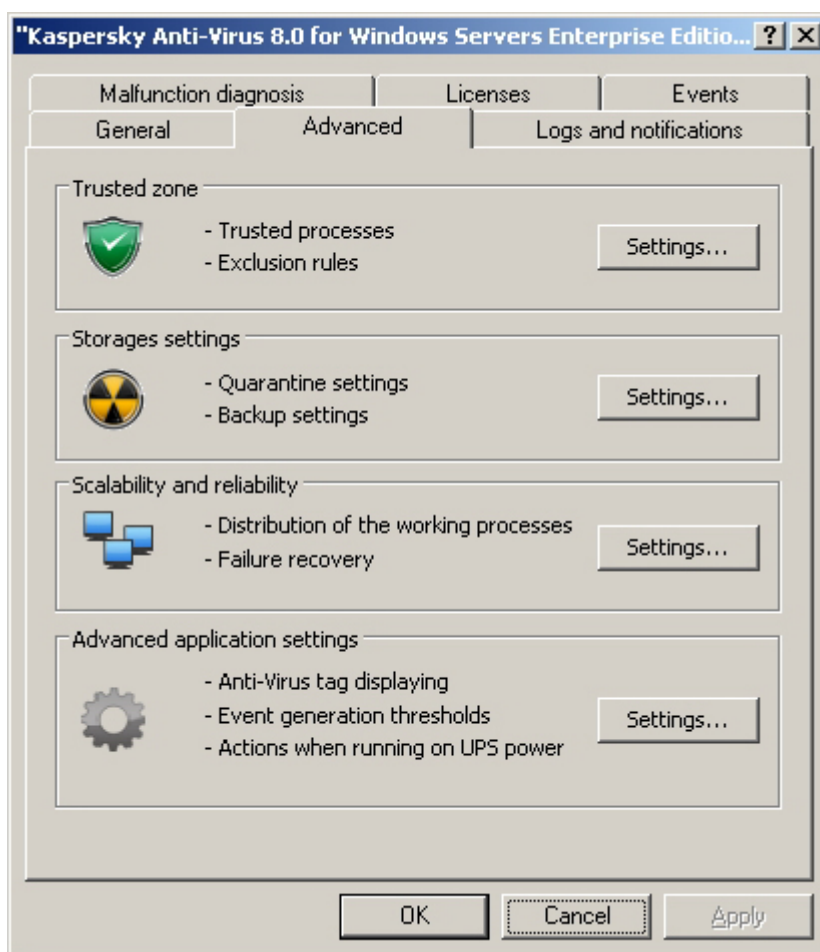 "Kaspersky Anti-Virus 8.0 for Windows Servers Enterprise Editio...
Malfunction diagnosis
Licenses
Events
General
Advanced
Logs and notifications
Trusted zone
- Trusted processes
- Exclusion rules
Settings...
Storages settings
- Quarantine settings
- Backup settings
Settings...
Scalability and reliability
- Distribution of the working processes
- Failure recovery
Settings...
Advanced application settings
- Anti-Virus tag displaying
- Event generation thresholds
- Actions when running on UPS power
Settings...
OK
Cancel
Apply